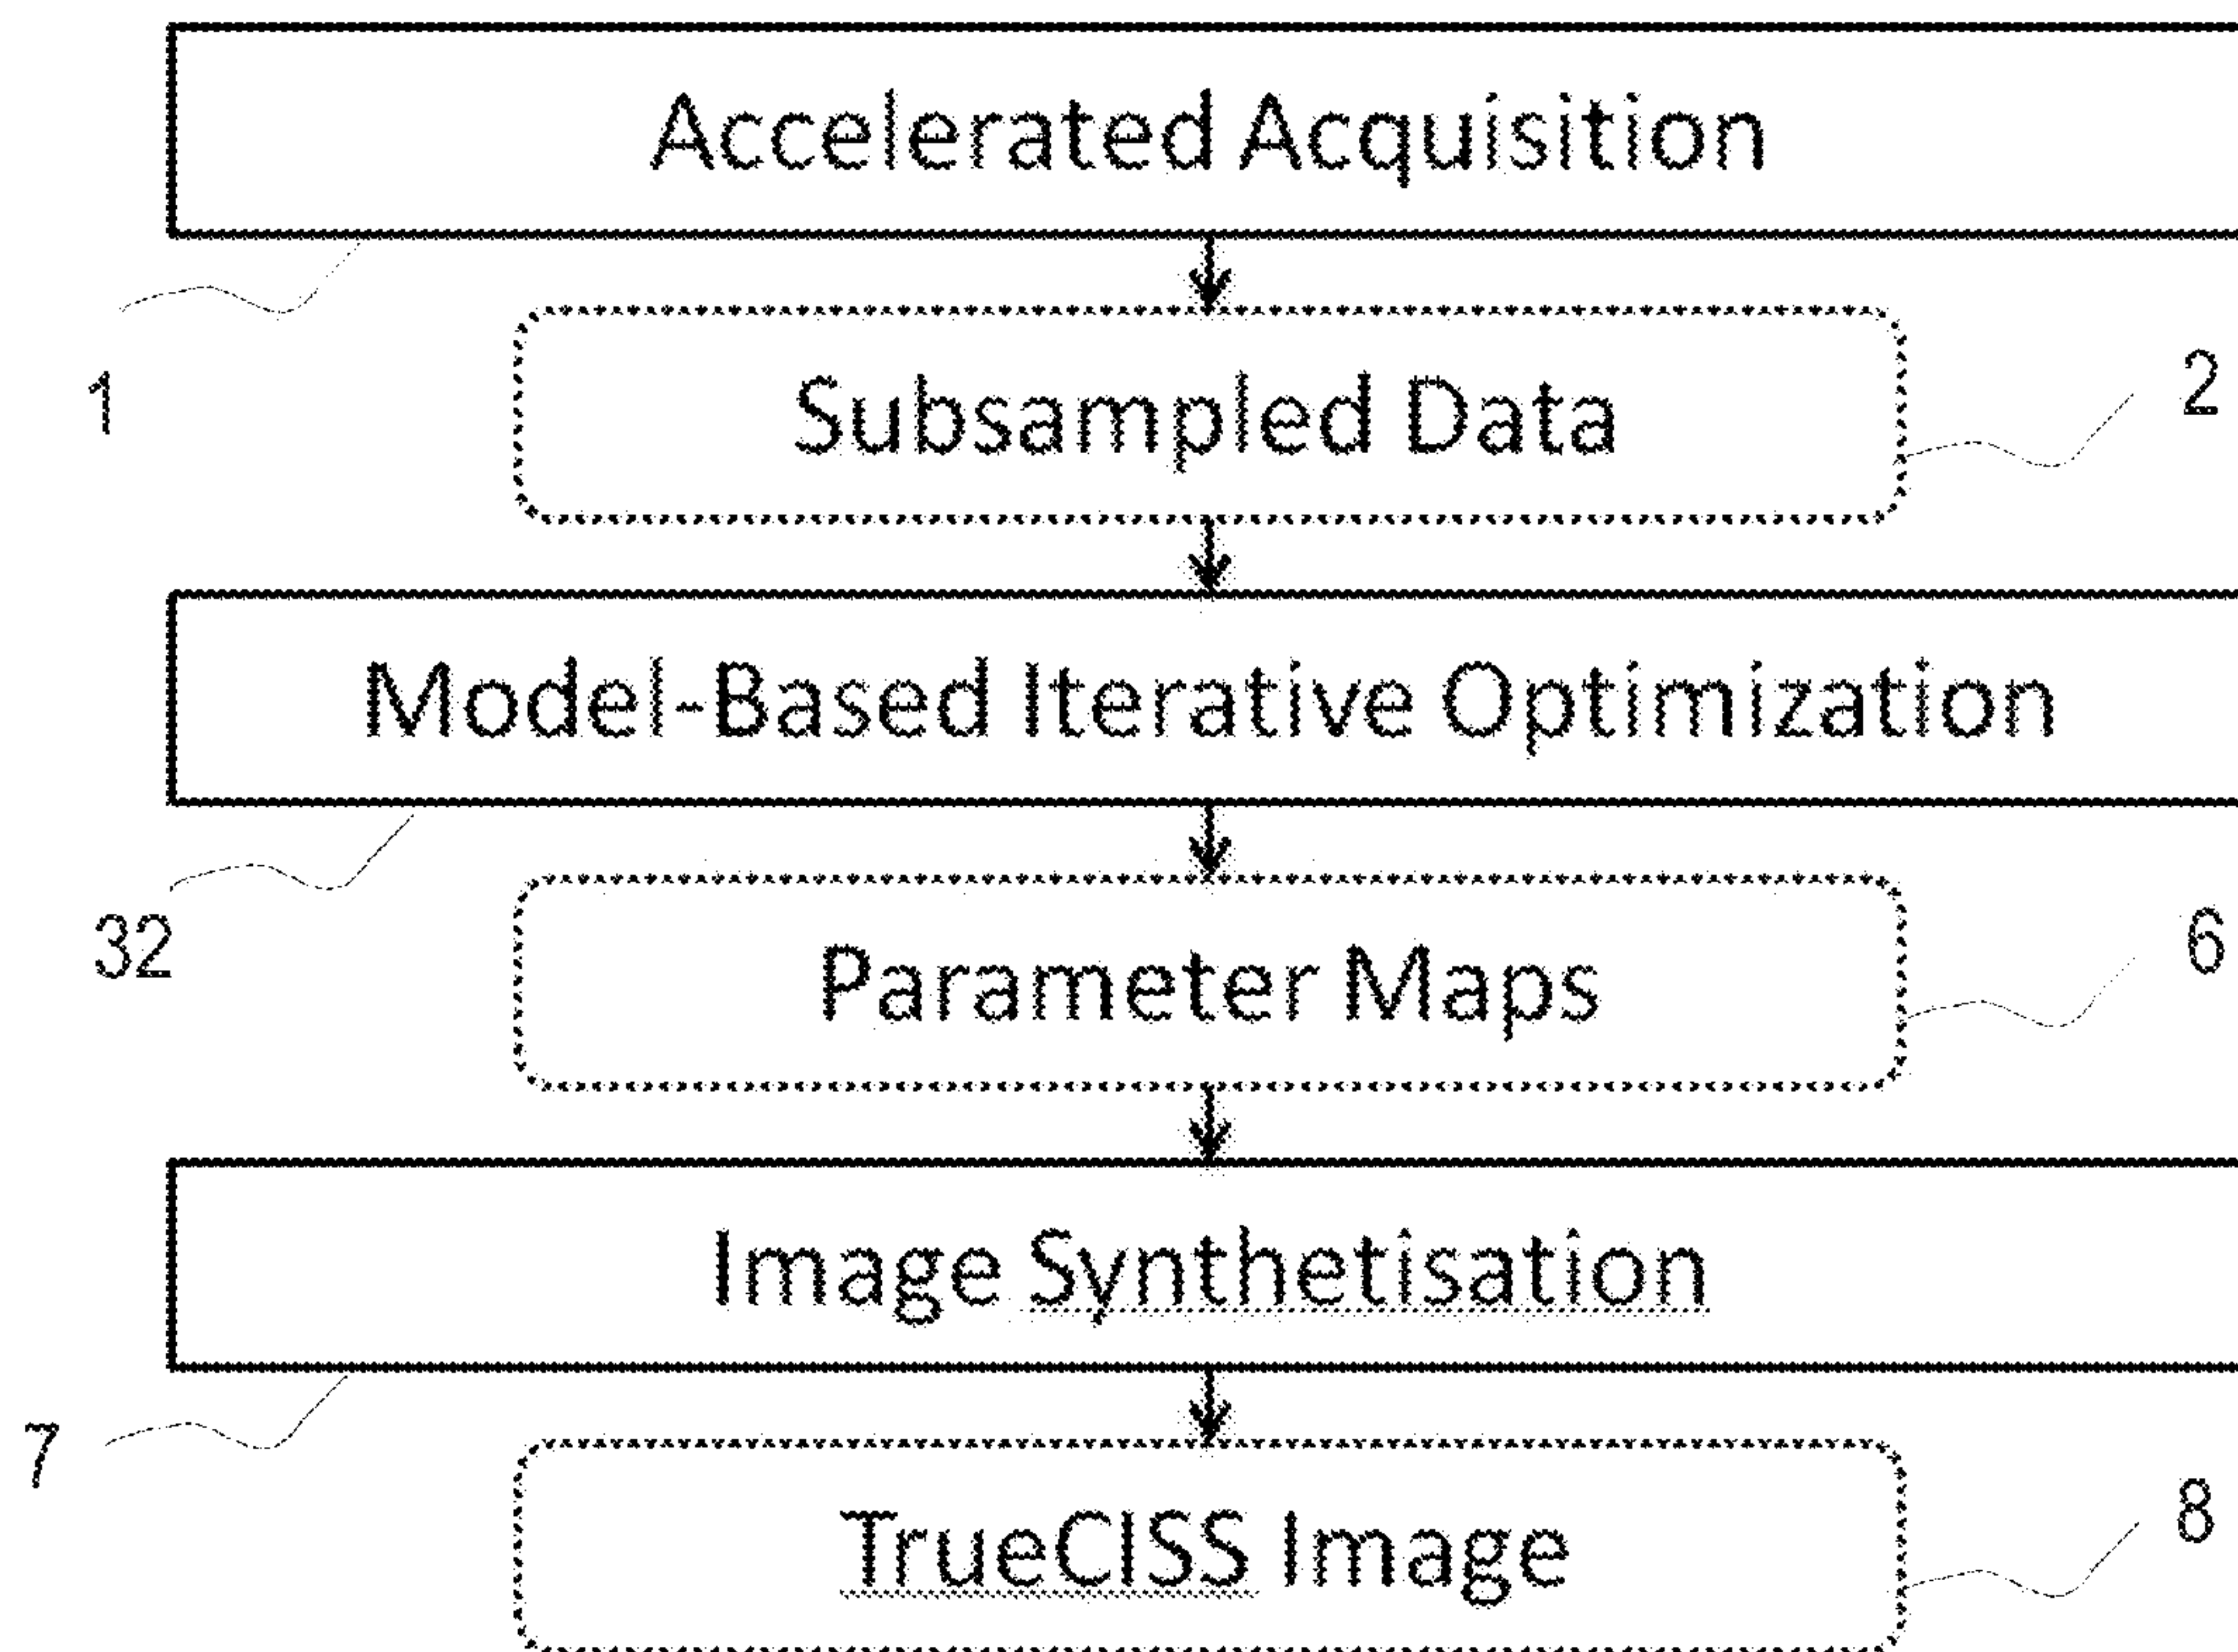 Accelerated Acquisition
1
Subsampled Data
2
Model-Based Iterative Optimization
32
Parameter Maps
6
Image Synthetisation
7
TrueCISS Image
8